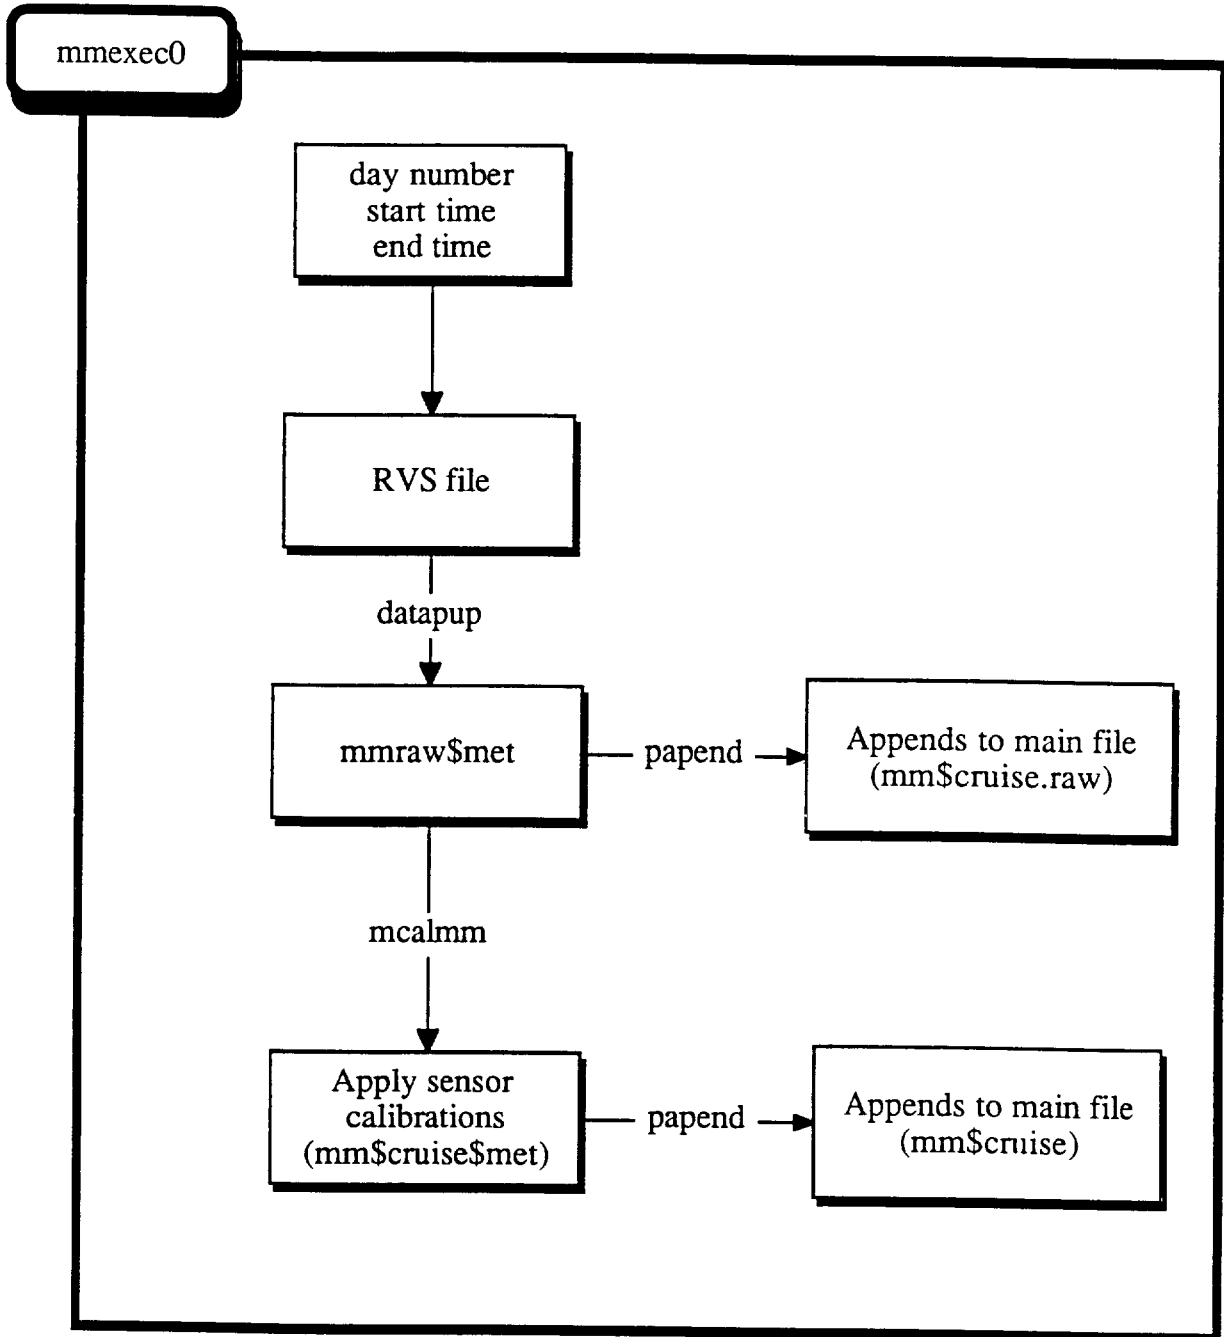 mmexec0
day number
start time
end time
RVS file
datapup
mmraw$met
papend
Appends to main file
(mm$cruise.raw)
mcalmm
Apply sensor
calibrations
(mm$cruise$met)
papend
Appends to main file
(mm$cruise)